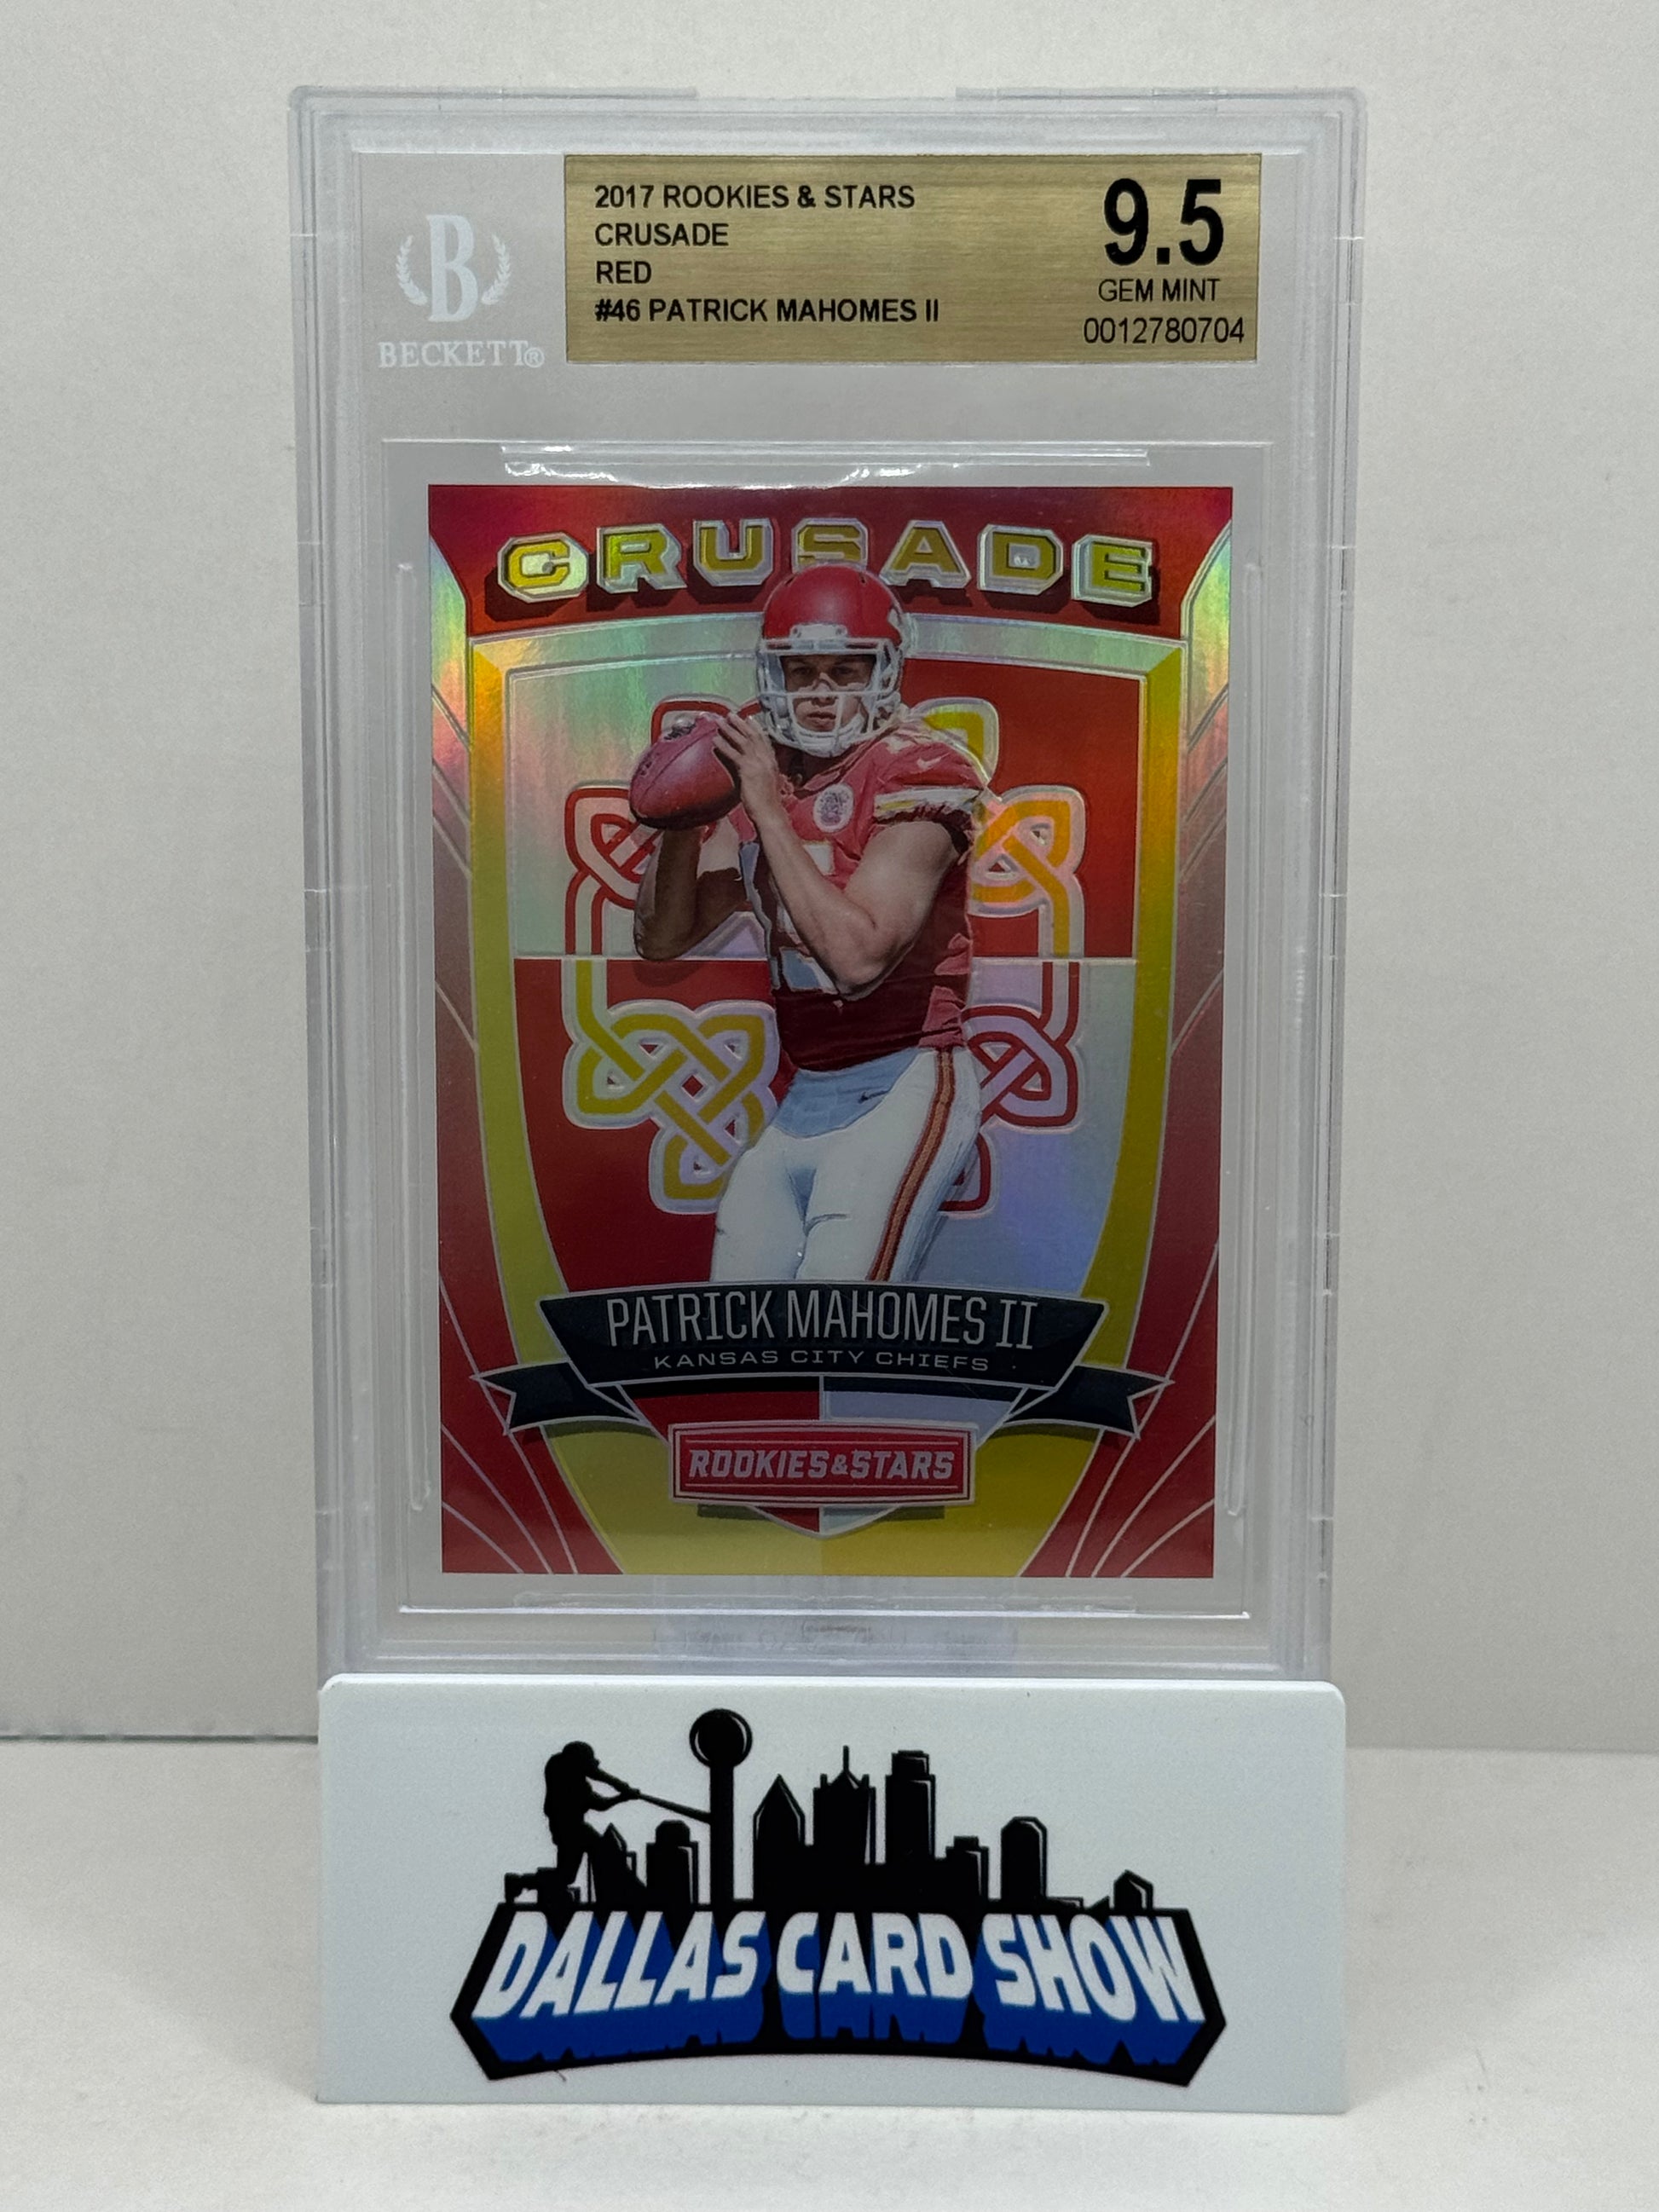 2017 ROOKIES & STARS
CRUSADE
RED
#46 PATRICK MAHOMES II
9.5
GEM MINT
0012780704
B
BECKETT®
CRUSADE
PATRICK MAHOMES II
KANSAS CITY CHIEFS
ROOKIES&STARS
DALLAS CARD SHOW